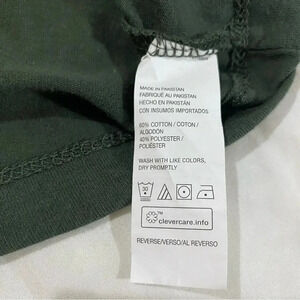 MADE IN PAKISTAN
FABRIQUÉ AU PAKISTAN
HECHO EN PAKISTÁN
CON INSUMOS IMPORTADOS
60% COTTON / COTON /
ALGODÓN
40% POLYESTER /
POLIÉSTER
WASH WITH LIKE COLORS,
DRY PROMPTLY
30
clevercare.info
REVERSE/VERSO/AL REVERSO